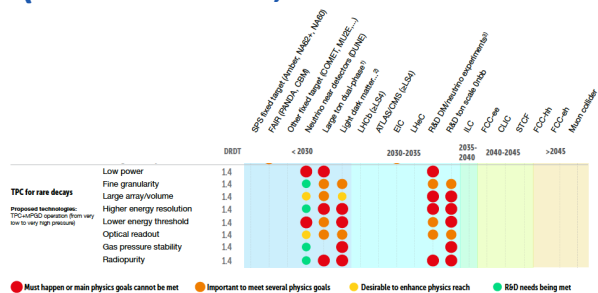 SPS fixed target (Amber, NA62+, NA60)
FAIR (PANDA, CBM)
Other fixed target (COMET, MU2E,...)
Neutrino near detectors (DUNE)
Large ton dual-phase¹⁾
Light dark matter...²⁾
LHCb (≥LS4)
ATLAS/CMS (≥LS4)
EIC
LHeC
R&D DM/neutrino experiments³⁾
R&D ton scale 0νbb
ILC
FCC-ee
CLIC
STCF
FCC-hh
FCC-eh
Muon collider
DRDT
< 2030
2030-2035
2035-
2040
2040-2045
>2045
TPC for rare decays
Proposed technologies:
TPC+MPGD operation (from very
low to very high pressure)
Low power 1.4
Fine granularity 1.4
Large array/volume 1.4
Higher energy resolution 1.4
Lower energy threshold 1.4
Optical readout 1.4
Gas pressure stability 1.4
Radiopurity 1.4
Must happen or main physics goals cannot be met
Important to meet several physics goals
Desirable to enhance physics reach
R&D needs being met